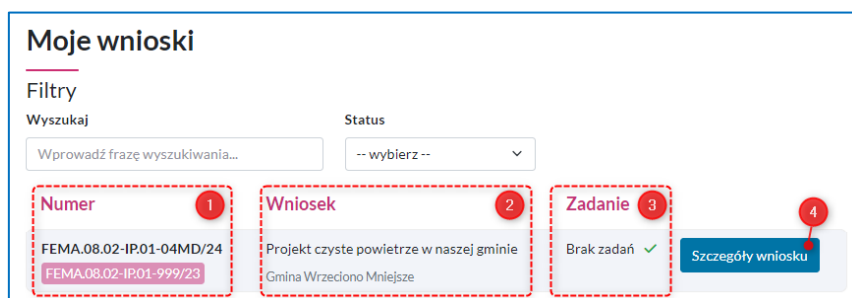 Moje wnioski
Filtry
Wyszukaj Status
Wprowadź frazę wyszukiwania... -- wybierz --
Numer 1 Wniosek 2 Zadanie 3 4
FEMA.08.02-IP.01-04MD/24 Projekt czyste powietrze w naszej gminie Brak zadań Szczegóły wniosku
FEMA.08.02-IP.01-999/23 Gmina Wrzeciono Mniejsze